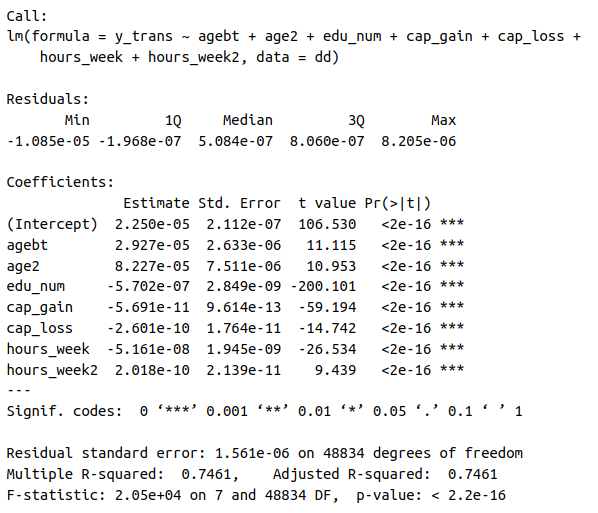 Call:
lm(formula = y_trans ~ agebt + age2 + edu_num + cap_gain + cap_loss +
    hours_week + hours_week2, data = dd)

Residuals:
       Min         1Q     Median         3Q        Max
-1.085e-05 -1.968e-07  5.084e-07  8.060e-07  8.205e-06

Coefficients:
              Estimate Std. Error  t value Pr(>|t|)
(Intercept)  2.250e-05  2.112e-07  106.530   <2e-16 ***
agebt        2.927e-05  2.633e-06   11.115   <2e-16 ***
age2         8.227e-05  7.511e-06   10.953   <2e-16 ***
edu_num     -5.702e-07  2.849e-09 -200.101   <2e-16 ***
cap_gain    -5.691e-11  9.614e-13  -59.194   <2e-16 ***
cap_loss    -2.601e-10  1.764e-11  -14.742   <2e-16 ***
hours_week  -5.161e-08  1.945e-09  -26.534   <2e-16 ***
hours_week2  2.018e-10  2.139e-11    9.439   <2e-16 ***
---
Signif. codes:  0 ‘***’ 0.001 ‘**’ 0.01 ‘*’ 0.05 ‘.’ 0.1 ‘ ’ 1

Residual standard error: 1.561e-06 on 48834 degrees of freedom
Multiple R-squared:  0.7461,    Adjusted R-squared:  0.7461
F-statistic: 2.05e+04 on 7 and 48834 DF,  p-value: < 2.2e-16